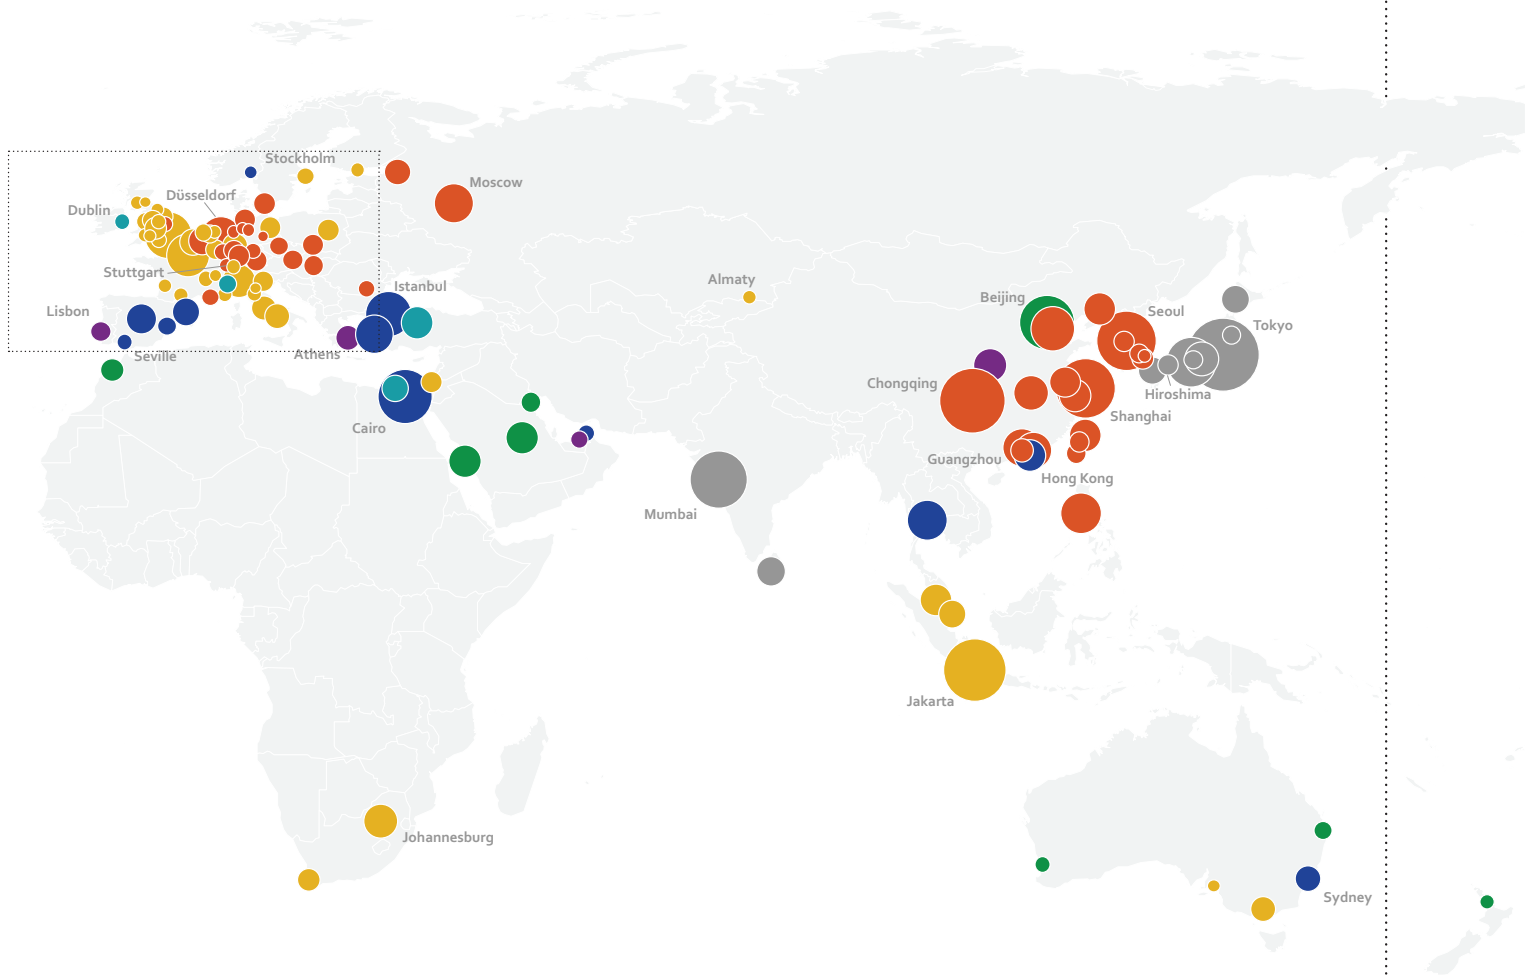 Stockholm
Moscow
Düsseldorf
Dublin
Stuttgart
Istanbul
Almaty
Beijing
Seoul
Lisbon
Tokyo
Seville
Athens
Chongqing
Hiroshima
Shanghai
Cairo
Guangzhou
Hong Kong
Mumbai
Jakarta
Johannesburg
Sydney